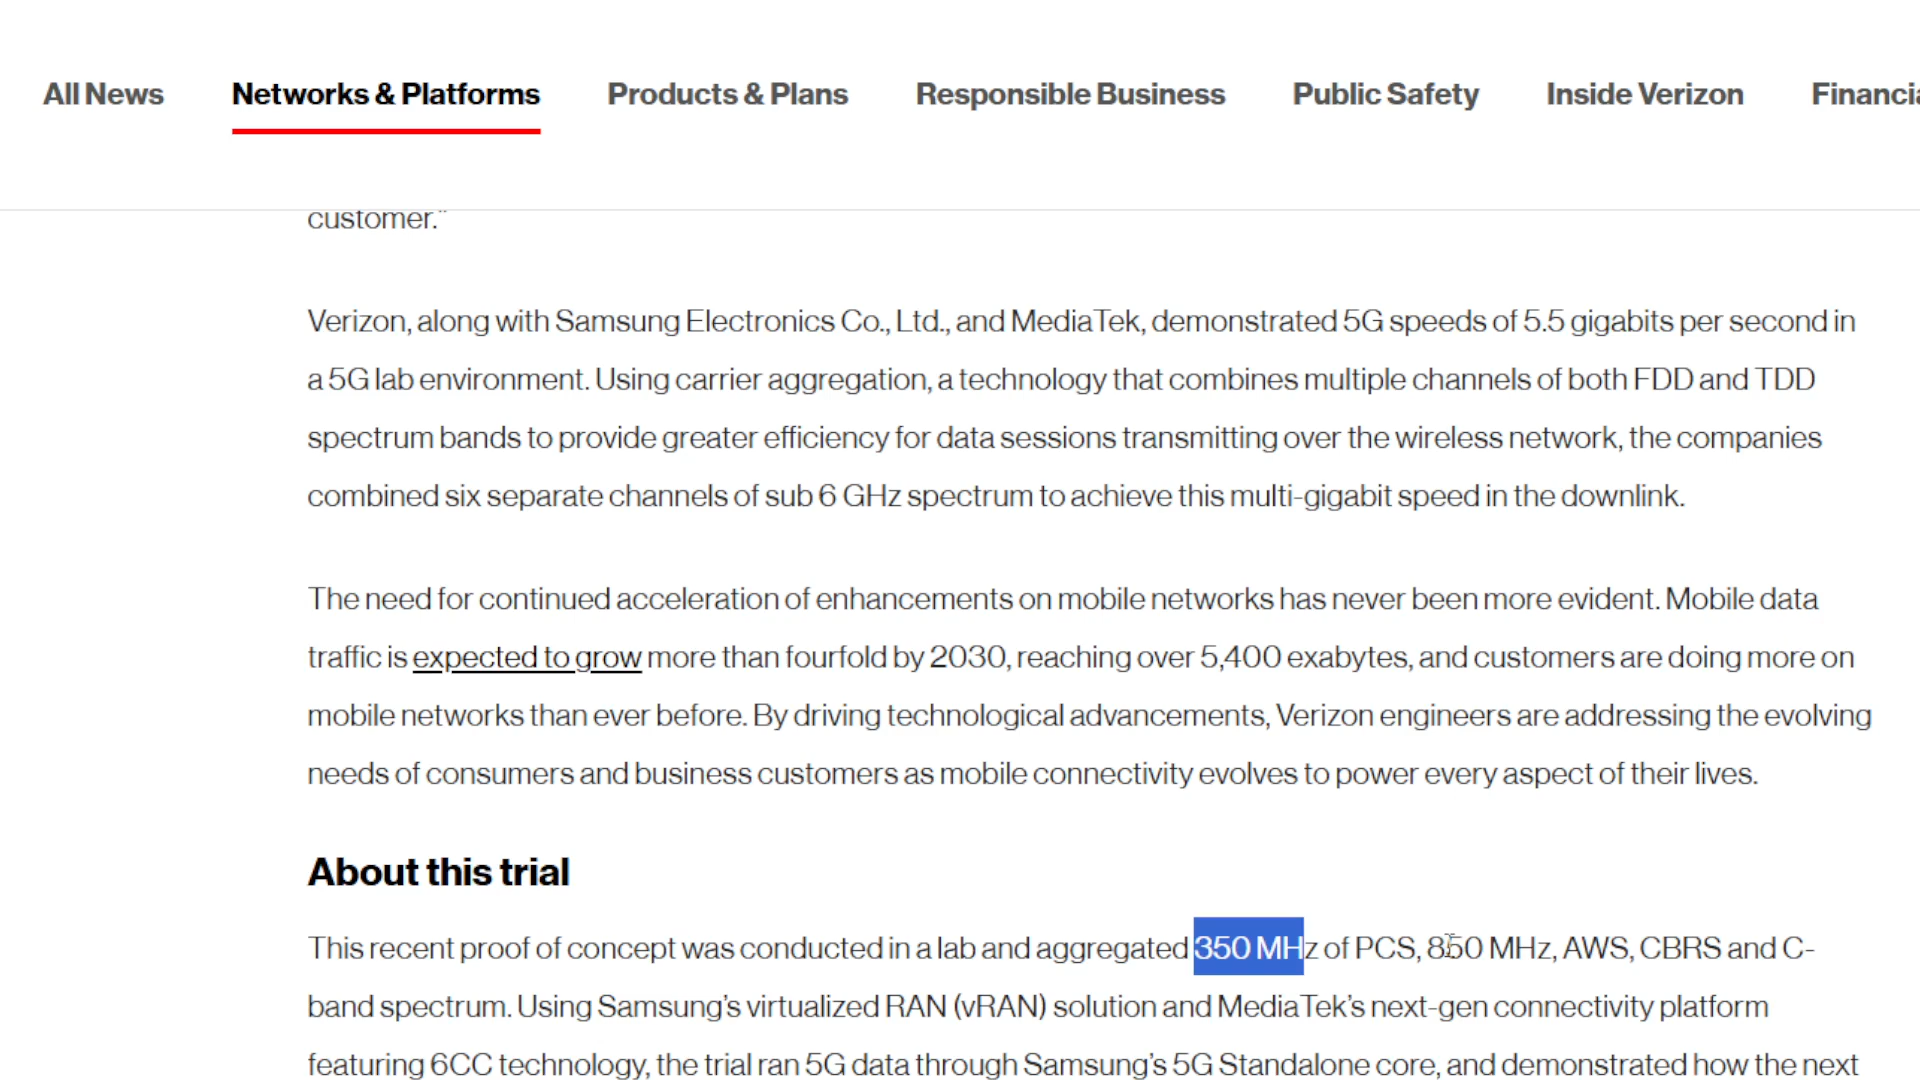 All News Networks & Platforms Products & Plans Responsible Business Public Safety Inside Verizon Financia
customer.”
Verizon, along with Samsung Electronics Co., Ltd., and MediaTek, demonstrated 5G speeds of 5.5 gigabits per second in
a 5G lab environment. Using carrier aggregation, a technology that combines multiple channels of both FDD and TDD
spectrum bands to provide greater efficiency for data sessions transmitting over the wireless network, the companies
combined six separate channels of sub 6 GHz spectrum to achieve this multi-gigabit speed in the downlink.
The need for continued acceleration of enhancements on mobile networks has never been more evident. Mobile data
traffic is expected to grow more than fourfold by 2030, reaching over 5,400 exabytes, and customers are doing more on
mobile networks than ever before. By driving technological advancements, Verizon engineers are addressing the evolving
needs of consumers and business customers as mobile connectivity evolves to power every aspect of their lives.
About this trial
This recent proof of concept was conducted in a lab and aggregated 350 MHz of PCS, 850 MHz, AWS, CBRS and C-
band spectrum. Using Samsung’s virtualized RAN (vRAN) solution and MediaTek’s next-gen connectivity platform
featuring 6CC technology, the trial ran 5G data through Samsung’s 5G Standalone core, and demonstrated how the next